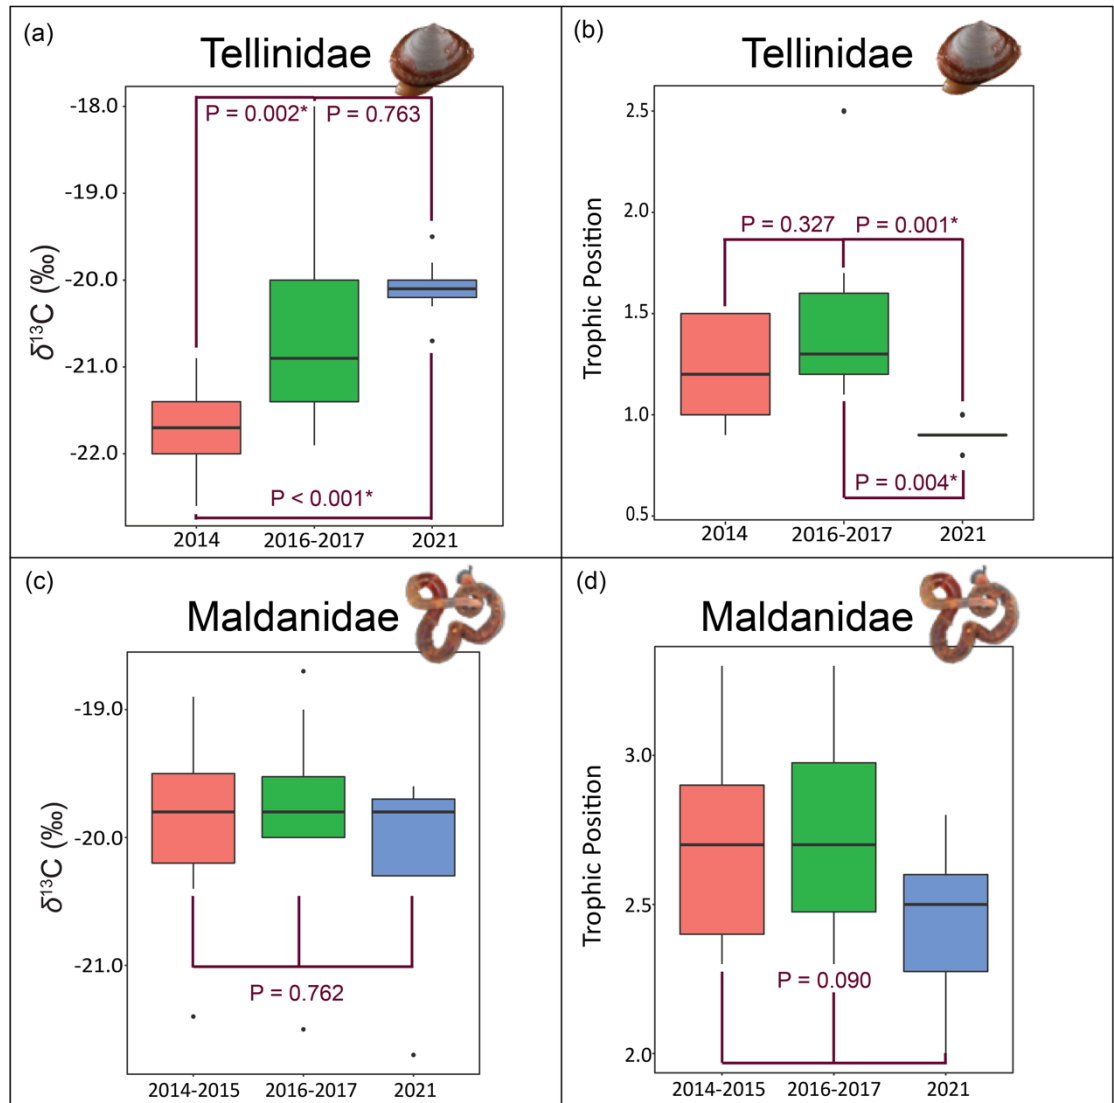 (a)
Tellinidae
-18.0
-19.0
-20.0
-21.0
-22.0
δ¹³C (‰)
P = 0.002*
P = 0.763
P < 0.001*
2014
2016-2017
2021
(b)
Tellinidae
2.5
2.0
1.5
1.0
0.5
Trophic Position
P = 0.327
P = 0.001*
P = 0.004*
2014
2016-2017
2021
(c)
Maldanidae
-19.0
-20.0
-21.0
δ¹³C (‰)
P = 0.762
2014-2015
2016-2017
2021
(d)
Maldanidae
3.0
2.5
2.0
Trophic Position
P = 0.090
2014-2015
2016-2017
2021